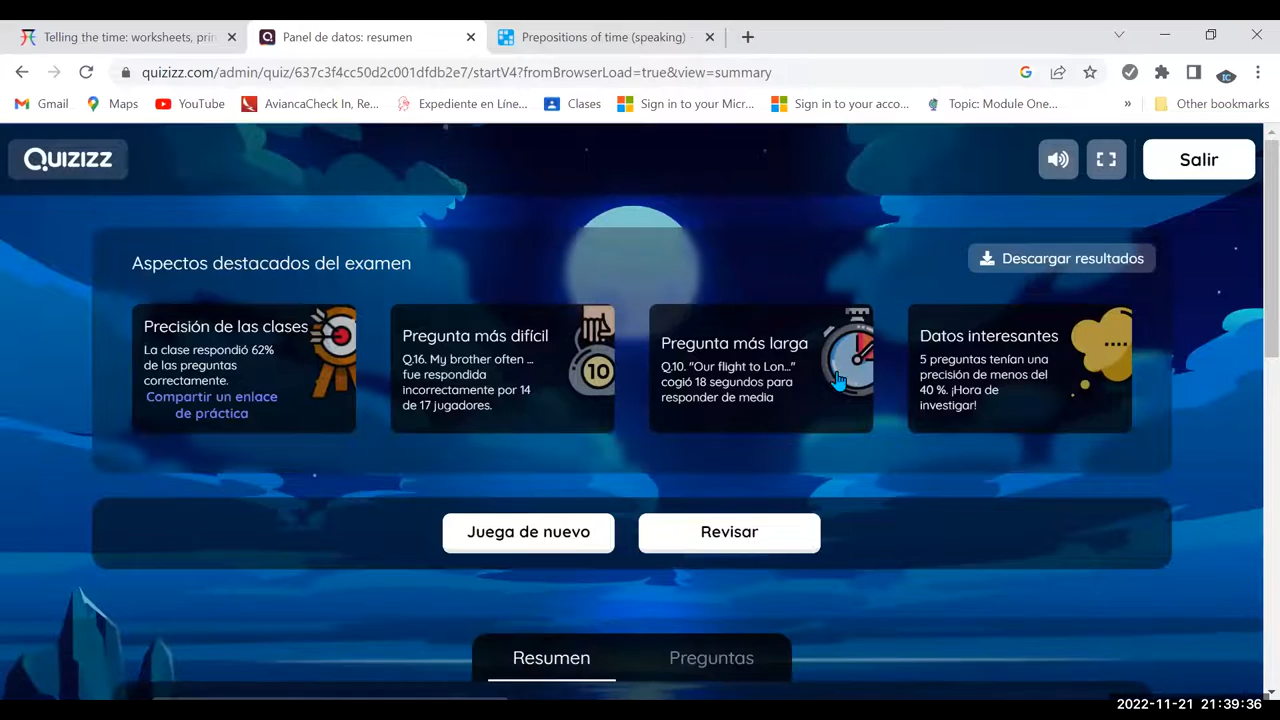 Telling the time: worksheets, prin
Panel de datos: resumen
Prepositions of time (speaking) -
quizizz.com/admin/quiz/637c3f4cc50d2c001dfdb2e7/startV4?fromBrowserLoad=true&view=summary
Gmail
Maps
YouTube
AviancaCheck In, Re...
Expediente en Líne...
Clases
Sign in to your Micr...
Sign in to your acco...
Topic: Module One...
»
Other bookmarks
QUIZIZZ
Salir
Aspectos destacados del examen
Descargar resultados
Precisión de las clases
La clase respondió 62%
de las preguntas
correctamente.
Compartir un enlace
de práctica
Pregunta más difícil
Q.16. My brother often ...
fue respondida
incorrectamente por 14
de 17 jugadores.
10
Pregunta más larga
Q.10. "Our flight to Lon..."
cogió 18 segundos para
responder de media
Datos interesantes
5 preguntas tenían una
precisión de menos del
40 %. ¡Hora de
investigar!
Juega de nuevo
Revisar
Resumen
Preguntas
2022-11-21 21:39:36